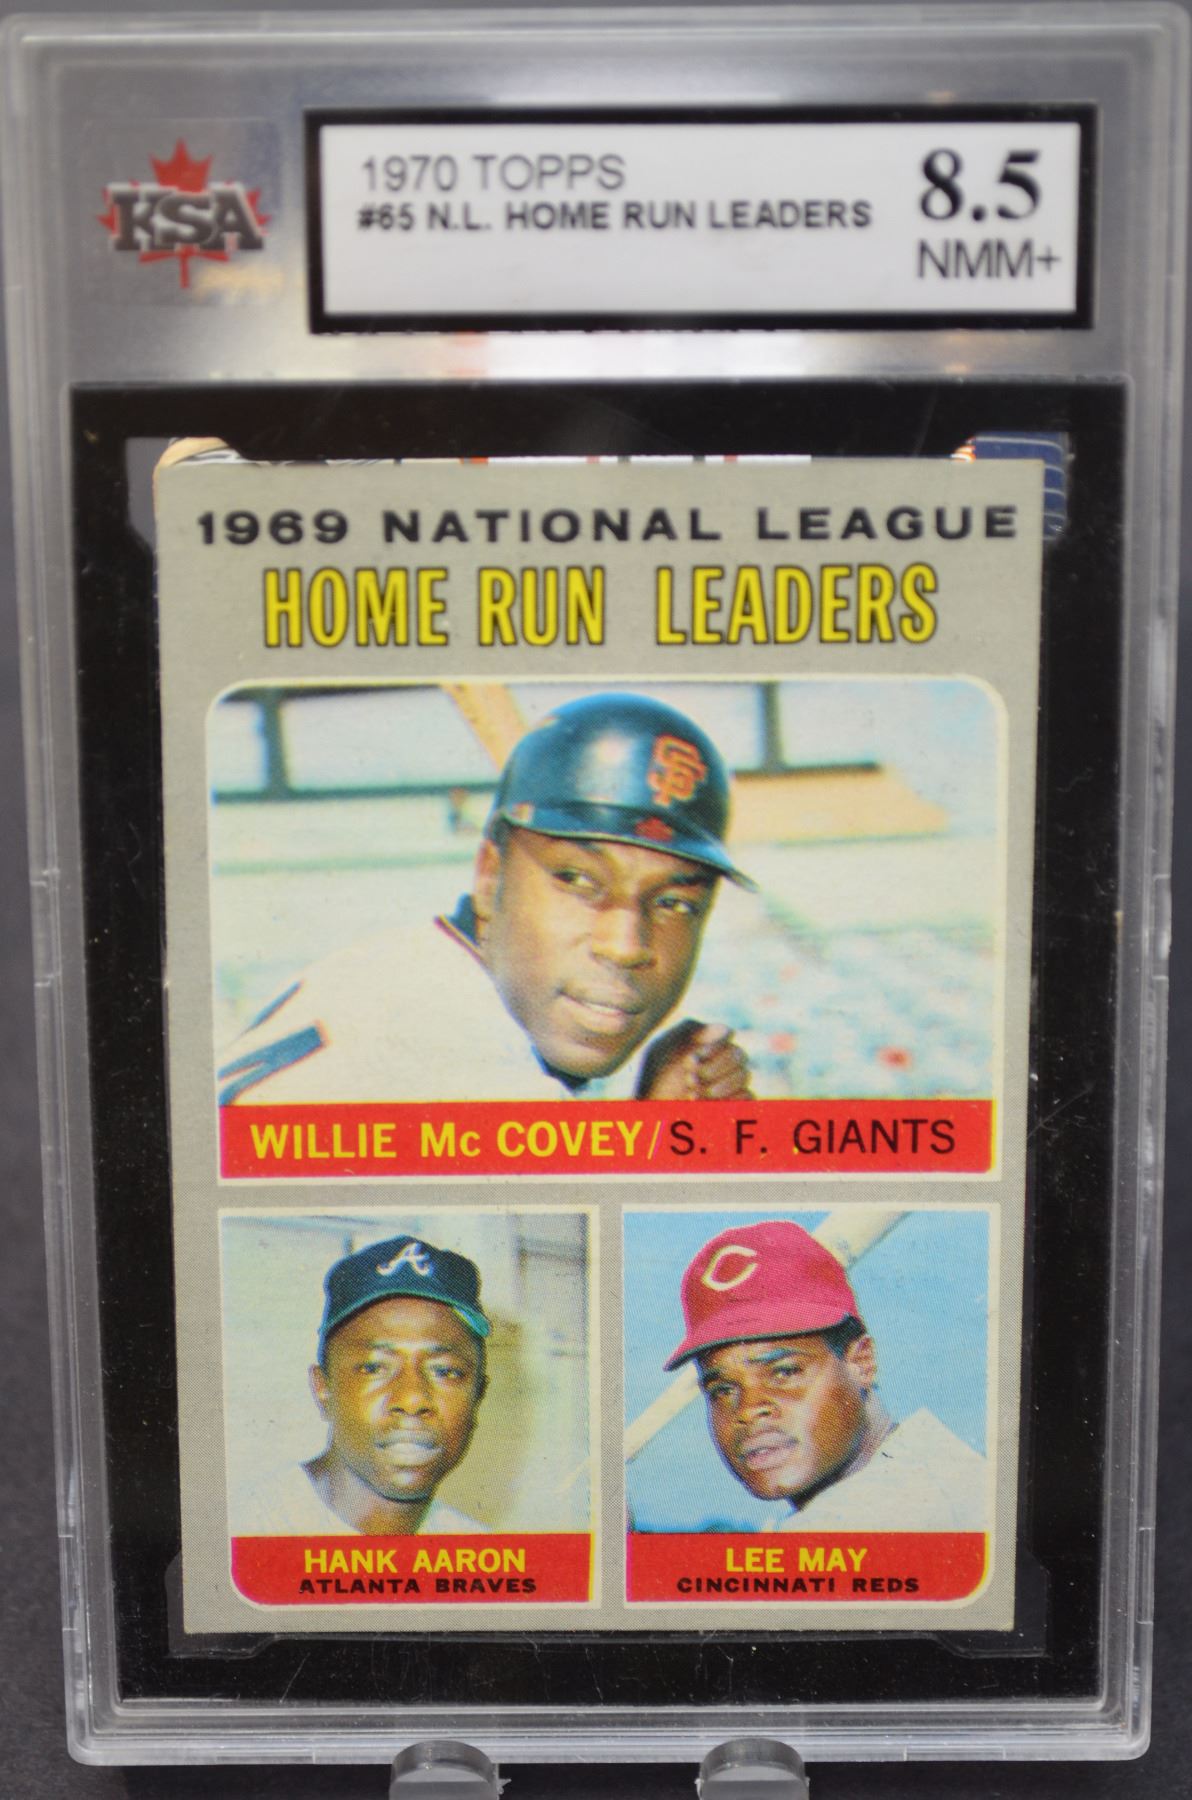 KSA
1970 TOPPS
#65 N.L. HOME RUN LEADERS
8.5
NMM+
1969 NATIONAL LEAGUE
HOME RUN LEADERS
SF
WILLIE Mc COVEY/S. F. GIANTS
A
C
HANK AARON
ATLANTA BRAVES
LEE MAY
CINCINNATI REDS